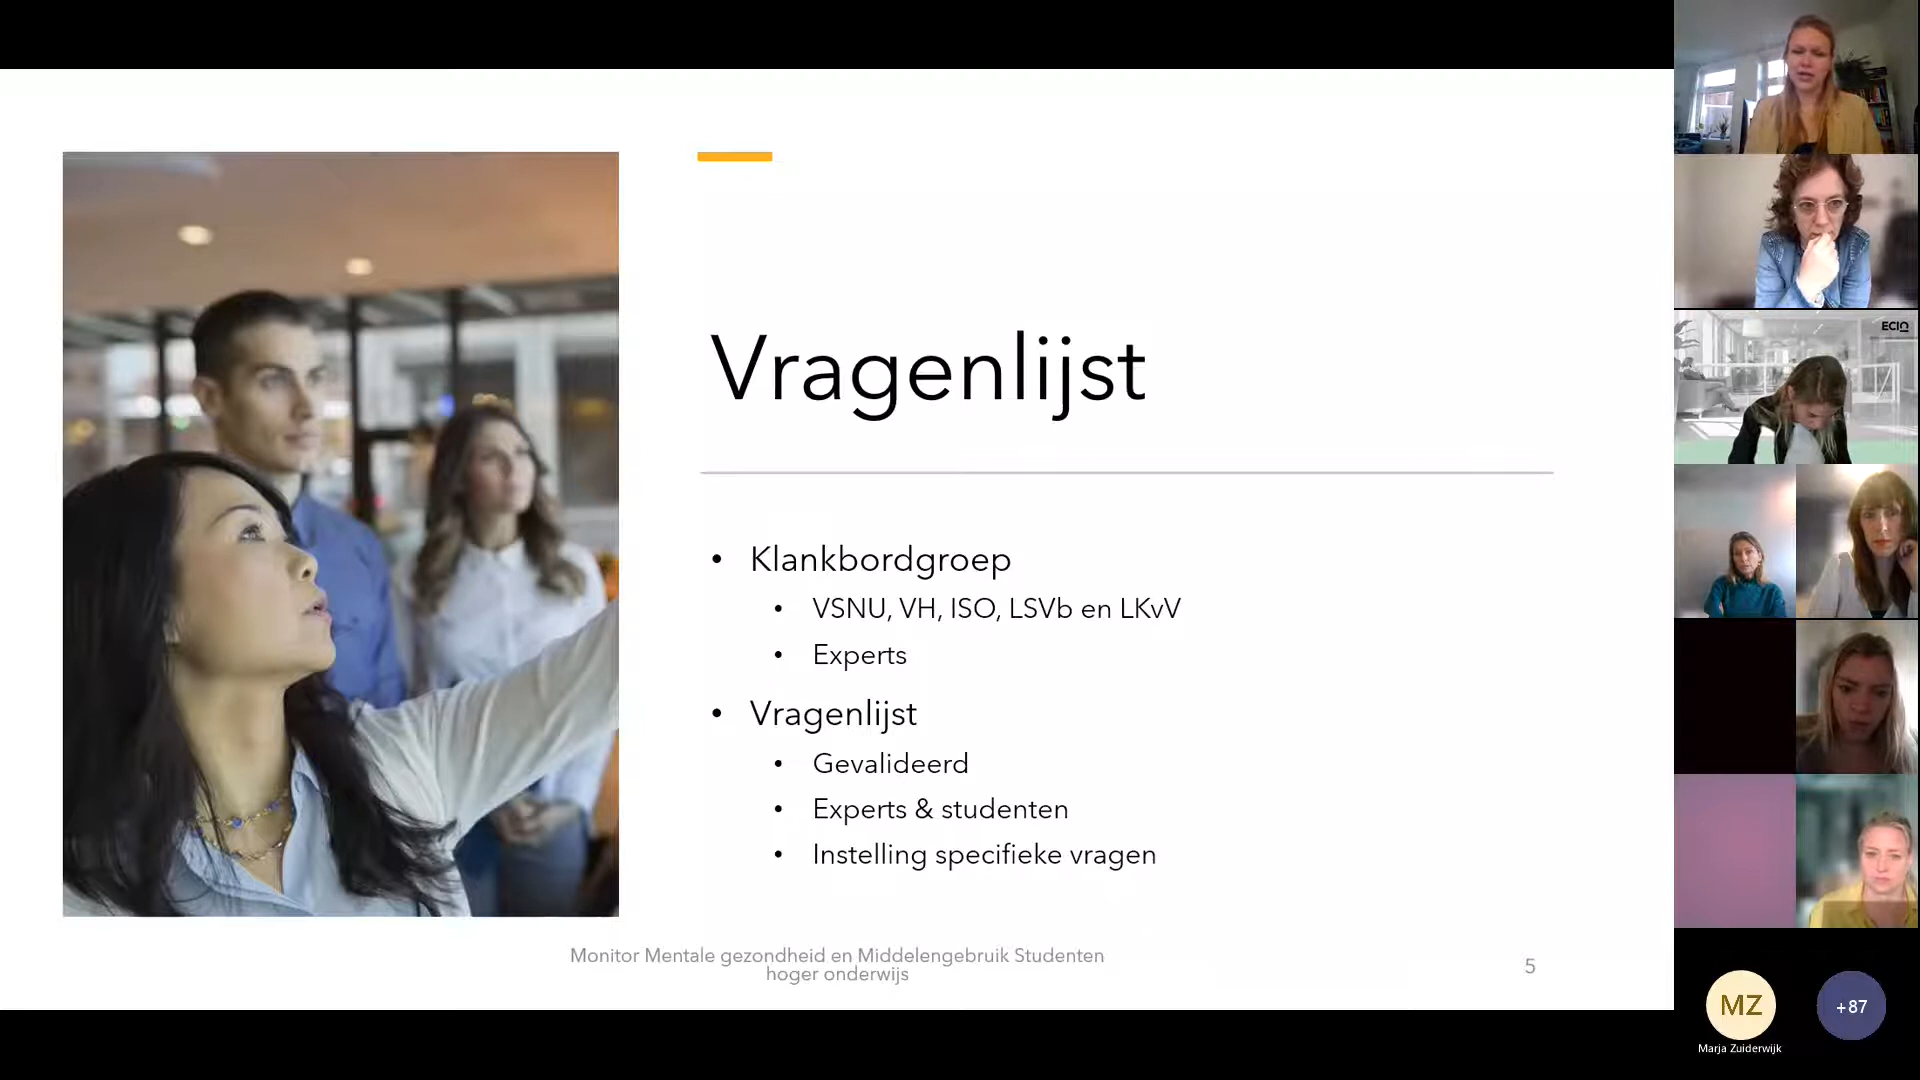 Vragenlijst
• Klankbordgroep
• VSNU, VH, ISO, LSVb en LKvV
• Experts
• Vragenlijst
• Gevalideerd
• Experts & studenten
• Instelling specifieke vragen
Monitor Mentale gezondheid en Middelengebruik Studenten
hoger onderwijs
5
ECIO
MZ
Marja Zuiderwijk
+87